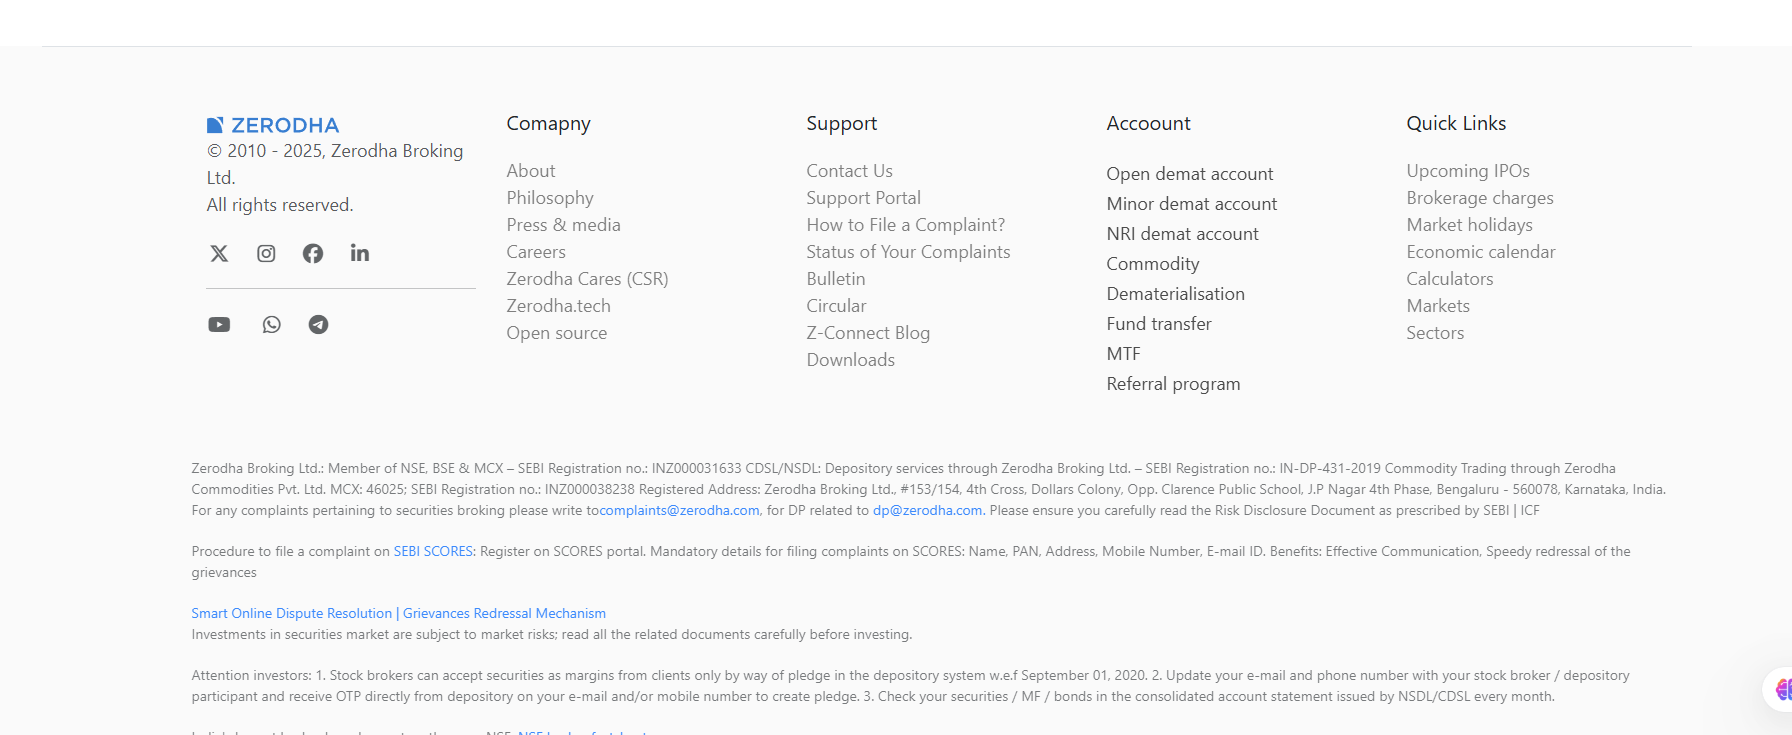 ZERODHA
© 2010 - 2025, Zerodha Broking
Ltd.
All rights reserved.
Comapny
About
Philosophy
Press & media
Careers
Zerodha Cares (CSR)
Zerodha.tech
Open source
Support
Contact Us
Support Portal
How to File a Complaint?
Status of Your Complaints
Bulletin
Circular
Z-Connect Blog
Downloads
Accoount
Open demat account
Minor demat account
NRI demat account
Commodity
Dematerialisation
Fund transfer
MTF
Referral program
Quick Links
Upcoming IPOs
Brokerage charges
Market holidays
Economic calendar
Calculators
Markets
Sectors
Zerodha Broking Ltd.: Member of NSE, BSE & MCX – SEBI Registration no.: INZ000031633 CDSL/NSDL: Depository services through Zerodha Broking Ltd. – SEBI Registration no.: IN-DP-431-2019 Commodity Trading through Zerodha
Commodities Pvt. Ltd. MCX: 46025; SEBI Registration no.: INZ000038238 Registered Address: Zerodha Broking Ltd., #153/154, 4th Cross, Dollars Colony, Opp. Clarence Public School, J.P Nagar 4th Phase, Bengaluru - 560078, Karnataka, India.
For any complaints pertaining to securities broking please write tocomplaints@zerodha.com, for DP related to dp@zerodha.com. Please ensure you carefully read the Risk Disclosure Document as prescribed by SEBI | ICF
Procedure to file a complaint on SEBI SCORES: Register on SCORES portal. Mandatory details for filing complaints on SCORES: Name, PAN, Address, Mobile Number, E-mail ID. Benefits: Effective Communication, Speedy redressal of the
grievances
Smart Online Dispute Resolution | Grievances Redressal Mechanism
Investments in securities market are subject to market risks; read all the related documents carefully before investing.
Attention investors: 1. Stock brokers can accept securities as margins from clients only by way of pledge in the depository system w.e.f September 01, 2020. 2. Update your e-mail and phone number with your stock broker / depository
participant and receive OTP directly from depository on your e-mail and/or mobile number to create pledge. 3. Check your securities / MF / bonds in the consolidated account statement issued by NSDL/CDSL every month.